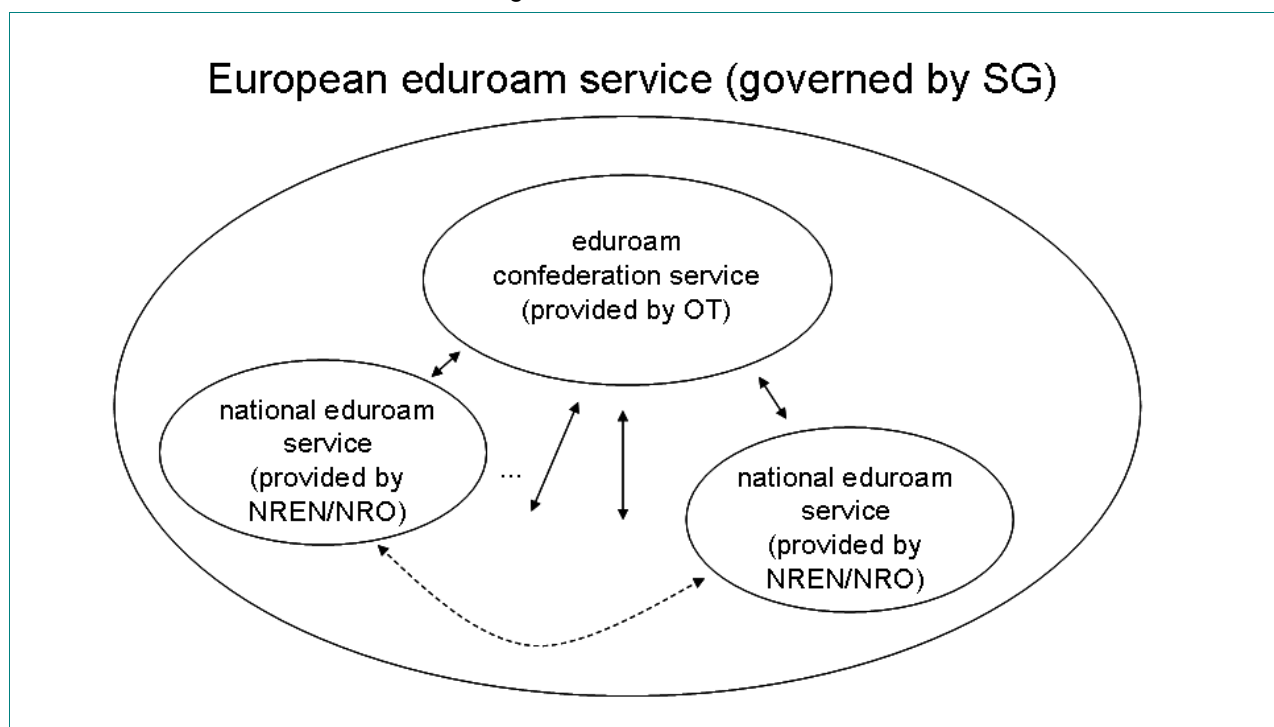 European eduroam service (governed by SG)
eduroam
confederation service
(provided by OT)
national eduroam
service
(provided by
NREN/NRO)
...
national eduroam
service
(provided by
NREN/NRO)